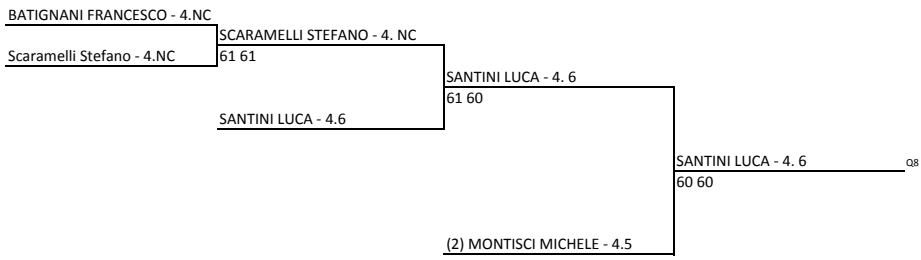 BATIGNANI FRANCESCO - 4.NC
SCARAMELLI STEFANO - 4. NC
Scaramelli Stefano - 4.NC
61 61
SANTINI LUCA - 4. 6
61 60
SANTINI LUCA - 4.6
SANTINI LUCA - 4. 6
Q8
60 60
(2) MONTISCI MICHELE - 4.5